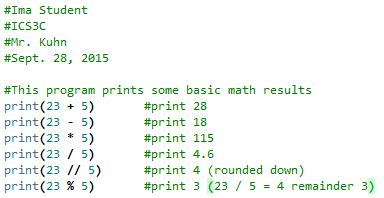 #Ima Student
#ICS3C
#Mr. Kuhn
#Sept. 28, 2015

#This program prints some basic math results
print(23 + 5)       #print 28
print(23 - 5)       #print 18
print(23 * 5)       #print 115
print(23 / 5)       #print 4.6
print(23 // 5)      #print 4 (rounded down)
print(23 % 5)       #print 3 (23 / 5 = 4 remainder 3)